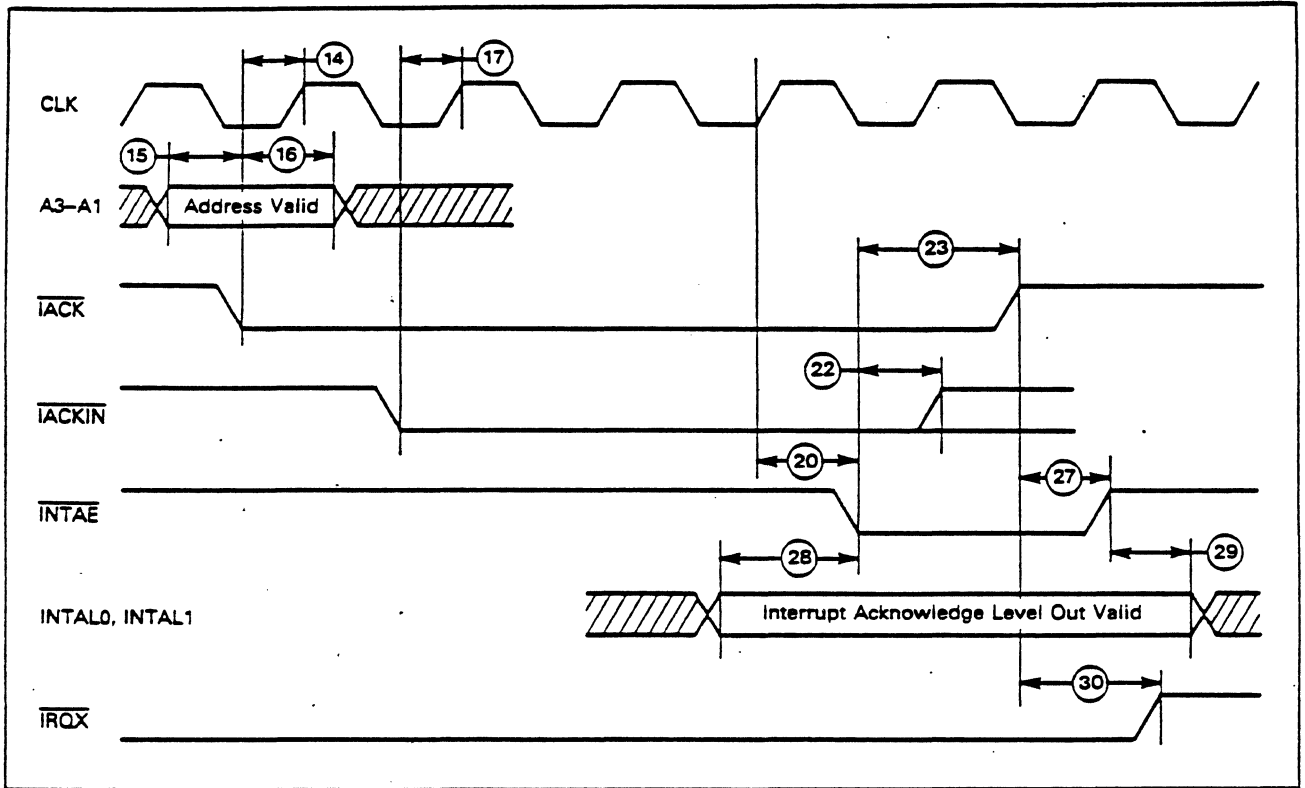 14
17
CLK
15
16
A3–A1
Address Valid
23
IACK
22
IACKIN
20
27
INTAE
28
29
INTAL0, INTAL1
Interrupt Acknowledge Level Out Valid
30
IRQX